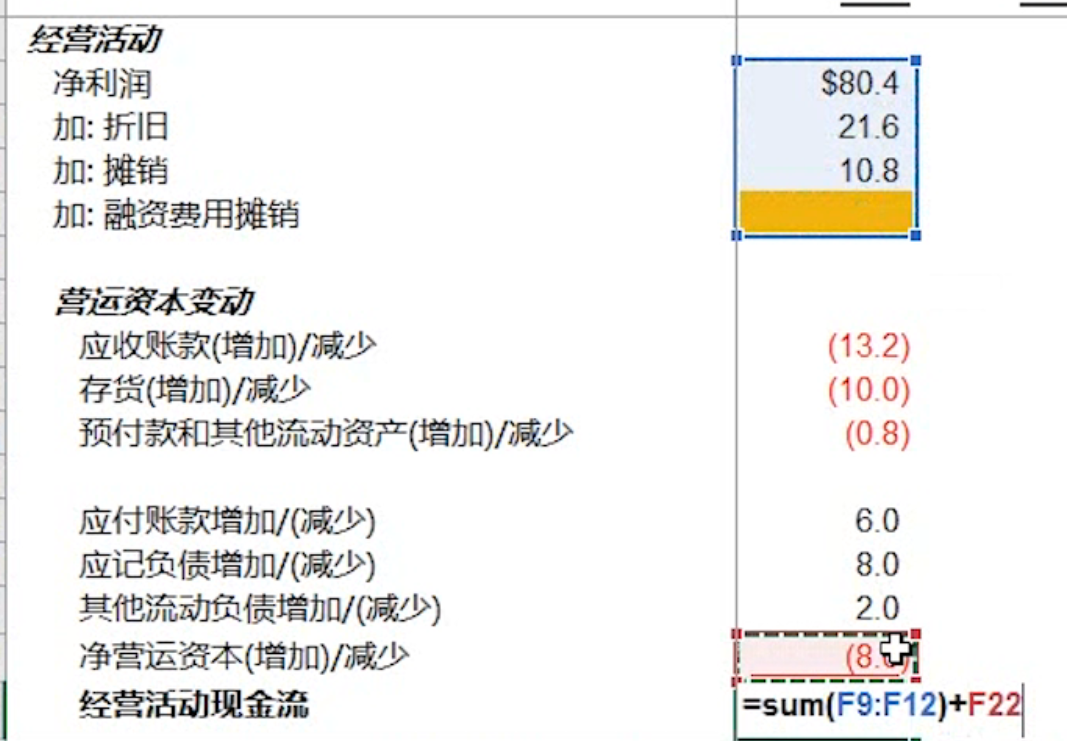 经营活动
净利润 $80.4
加: 折旧 21.6
加: 摊销 10.8
加: 融资费用摊销
营运资本变动
应收账款(增加)/减少 (13.2)
存货(增加)/减少 (10.0)
预付款和其他流动资产(增加)/减少 (0.8)
应付账款增加/(减少) 6.0
应记负债增加/(减少) 8.0
其他流动负债增加/(减少) 2.0
净营运资本(增加)/减少
经营活动现金流 =sum(F9:F12)+F22